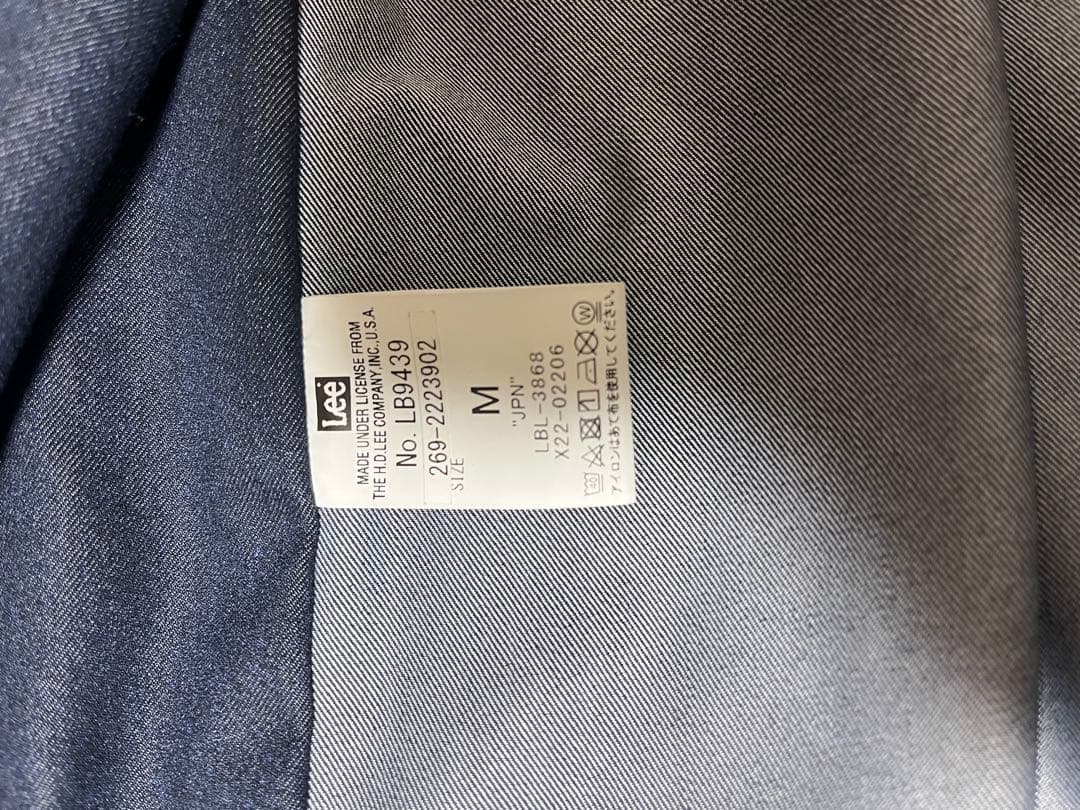 Lee
MADE UNDER LICENSE FROM
THE H.D.LEE COMPANY,INC.,U.S.A.
No. LB9439
269-2223902
SIZE
M
"JPN"
LBL-3868
X22-02206
40 W
アイロンはあて布を使用してください。